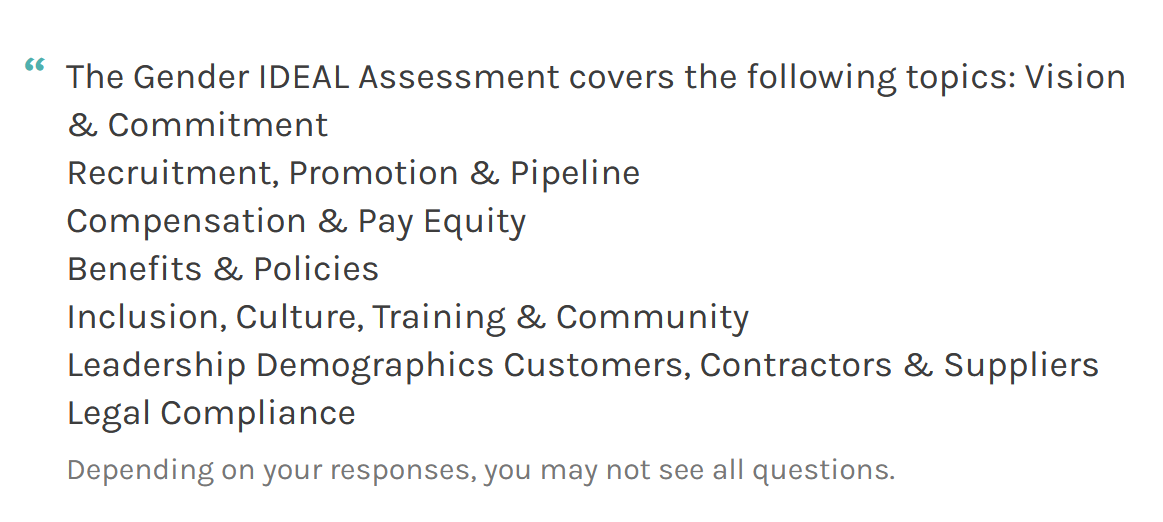 “ The Gender IDEAL Assessment covers the following topics: Vision
& Commitment
Recruitment, Promotion & Pipeline
Compensation & Pay Equity
Benefits & Policies
Inclusion, Culture, Training & Community
Leadership Demographics Customers, Contractors & Suppliers
Legal Compliance
Depending on your responses, you may not see all questions.